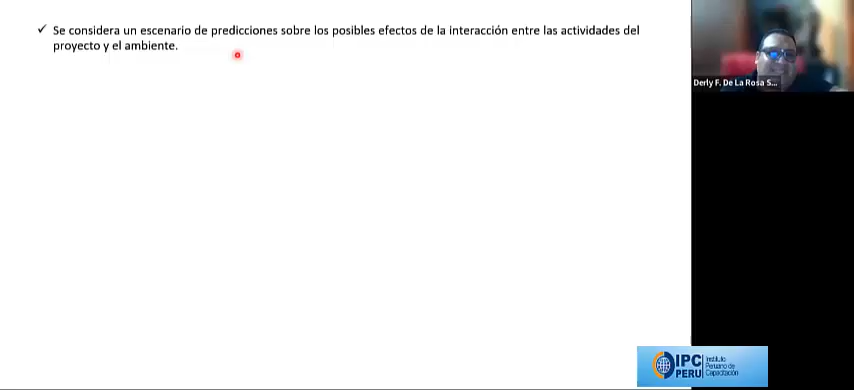 ✓ Se considera un escenario de predicciones sobre los posibles efectos de la interacción entre las actividades del
proyecto y el ambiente.
Derly F. De La Rosa S...
IPC PERU
Instituto
Peruano de
Capacitación